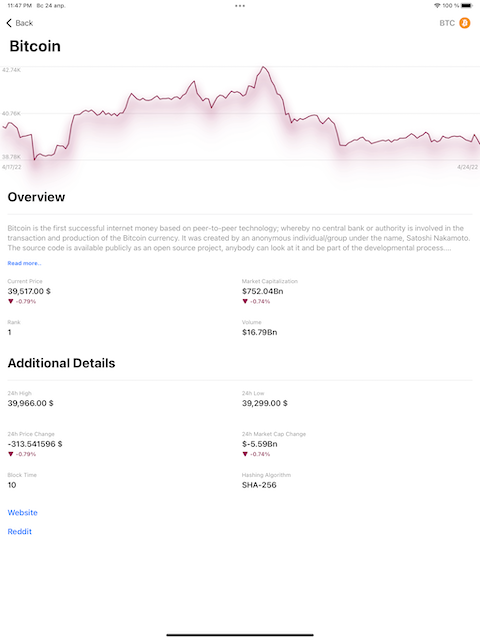 11:47 PM Вс 24 апр.
100 %
Back
BTC
Bitcoin
42.74K
40.76K
38.78K
4/17/22
4/24/22
Overview
Bitcoin is the first successful internet money based on peer-to-peer technology; whereby no central bank or authority is involved in the
transaction and production of the Bitcoin currency. It was created by an anonymous individual/group under the name, Satoshi Nakamoto.
The source code is available publicly as an open source project, anybody can look at it and be part of the developmental process....
Read more..
Current Price
Market Capitalization
39,517.00 $
$752.04Bn
-0.79%
-0.74%
Rank
Volume
1
$16.79Bn
Additional Details
24h High
24h Low
39,966.00 $
39,299.00 $
24h Price Change
24h Market Cap Change
-313.541596 $
$-5.59Bn
-0.79%
-0.74%
Block Time
Hashing Algorithm
10
SHA-256
Website
Reddit